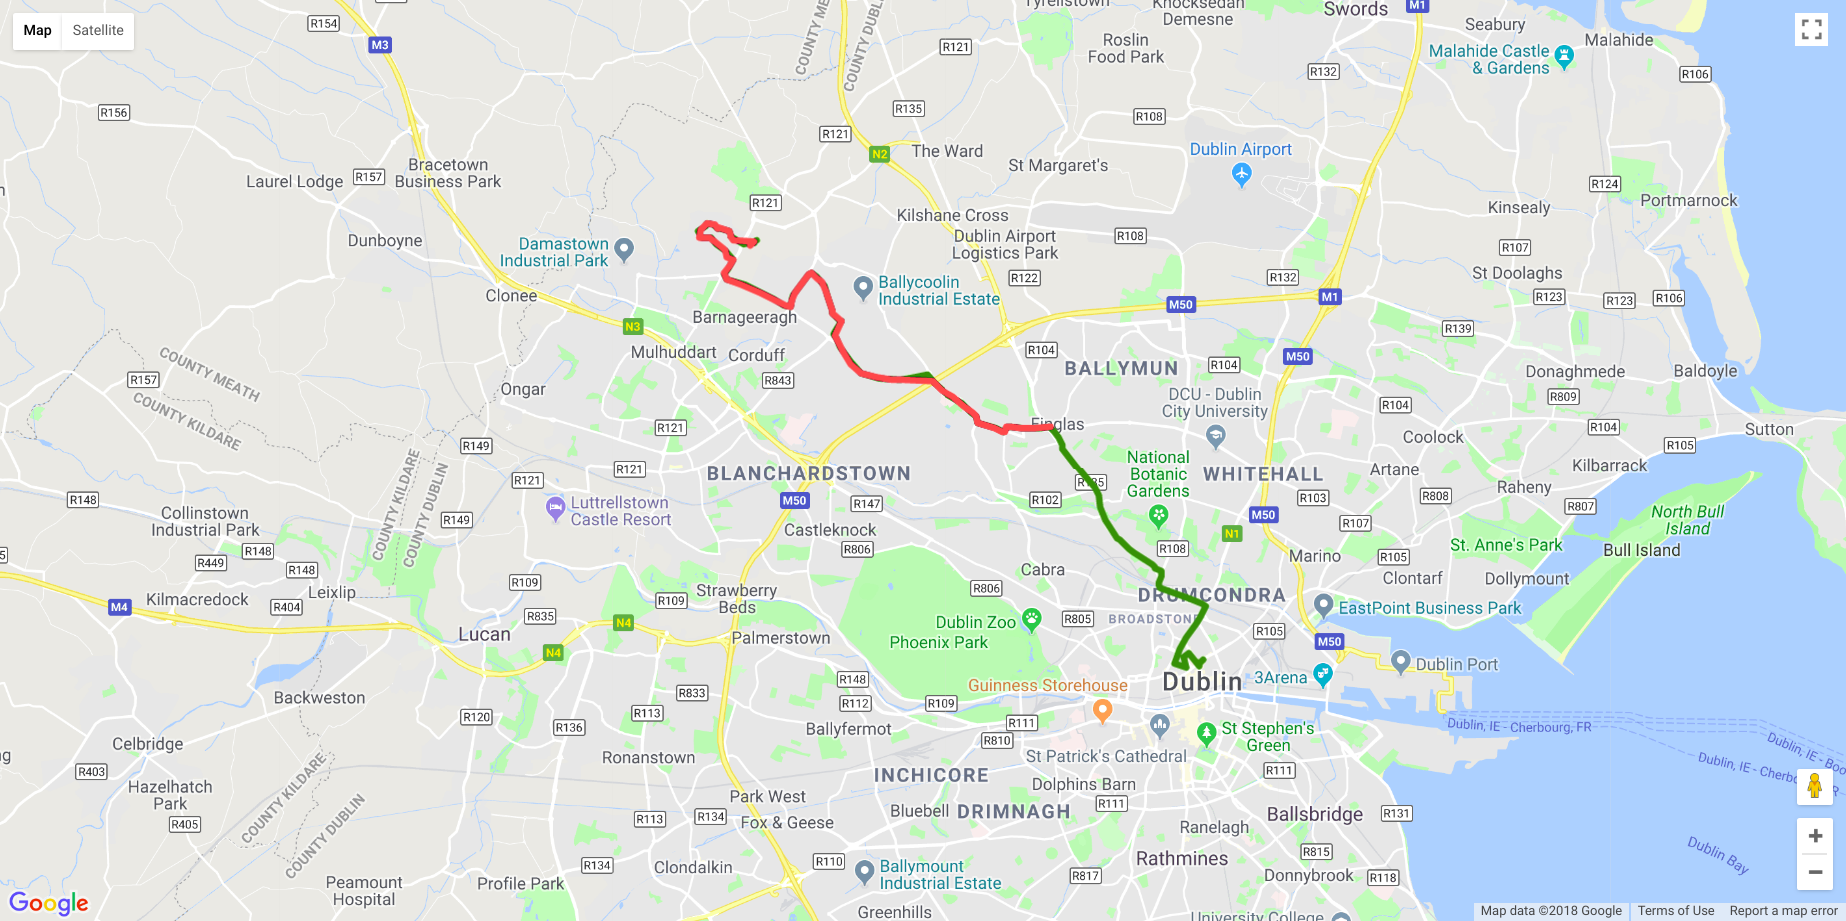 Map
Satellite
R154
M3
COUNTY MEATH
COUNTY DUBLIN
Tyrellstown
Knocksedan
Demesne
Swords
M1
Seabury
Malahide
Malahide Castle
& Gardens
R121
Roslin
Food Park
R132
R106
R156
R135
R108
R121
N2
The Ward
St Margaret's
Dublin Airport
Bracetown
Business Park
Laurel Lodge
R157
R124
Portmarnock
R121
Kilshane Cross
Kinsealy
Dunboyne
Damastown
Industrial Park
Dublin Airport
Logistics Park
R108
R107
R122
R132
St Doolaghs
Clonee
Ballycoolin
Industrial Estate
M50
M1
R123
R123
R106
Barnageeragh
N3
R139
Mulhuddart
Corduff
R104
M50
COUNTY MEATH
R157
R843
BALLYMUN
R104
Donaghmede
Baldoyle
Ongar
DCU - Dublin
City University
R809
COUNTY KILDARE
R104
R121
Finglas
Coolock
R104
Sutton
R149
R105
BLANCHARDSTOWN
National
Botanic
Gardens
WHITEHALL
Artane
Kilbarrack
R121
R121
R135
Raheny
R148
M50
R102
R103
R808
Luttrellstown
Castle Resort
R147
R807
Collinstown
Industrial Park
COUNTY KILDARE
COUNTY DUBLIN
R149
M50
R107
North Bull
Island
Castleknock
N1
R148
R806
R108
Marino
R105
St. Anne's Park
Bull Island
R449
R148
Cabra
Clontarf
Dollymount
R109
R806
Strawberry
Beds
Kilmacredock
Leixlip
M4
R404
R835
R109
DRUMCONDRA
EastPoint Business Park
N4
Dublin Zoo
R805
BROADSTONE
R105
Lucan
Palmerstown
Phoenix Park
M50
N4
Dublin Port
R148
Dublin
3Arena
Backweston
R833
Guinness Storehouse
R112
R109
R120
R113
R111
R136
Ballyfermot
St Stephen's
Green
Dublin, IE - Cherbourg, FR
Celbridge
R810
Ronanstown
St Patrick's Cathedral
R403
INCHICORE
R111
Hazelhatch
Park
COUNTY KILDARE
Dolphins Barn
Park West
R111
R405
COUNTY DUBLIN
R113
R134
Fox & Geese
Bluebell
DRIMNAGH
Ballsbridge
R131
Ranelagh
R134
Clondalkin
R110
Rathmines
R815
Dublin Bay
Peamount
Hospital
Profile Park
Ballymount
Industrial Estate
R817
Donnybrook
R118
Greenhills
University College
Google
Map data ©2018 Google
Terms of Use
Report a map error